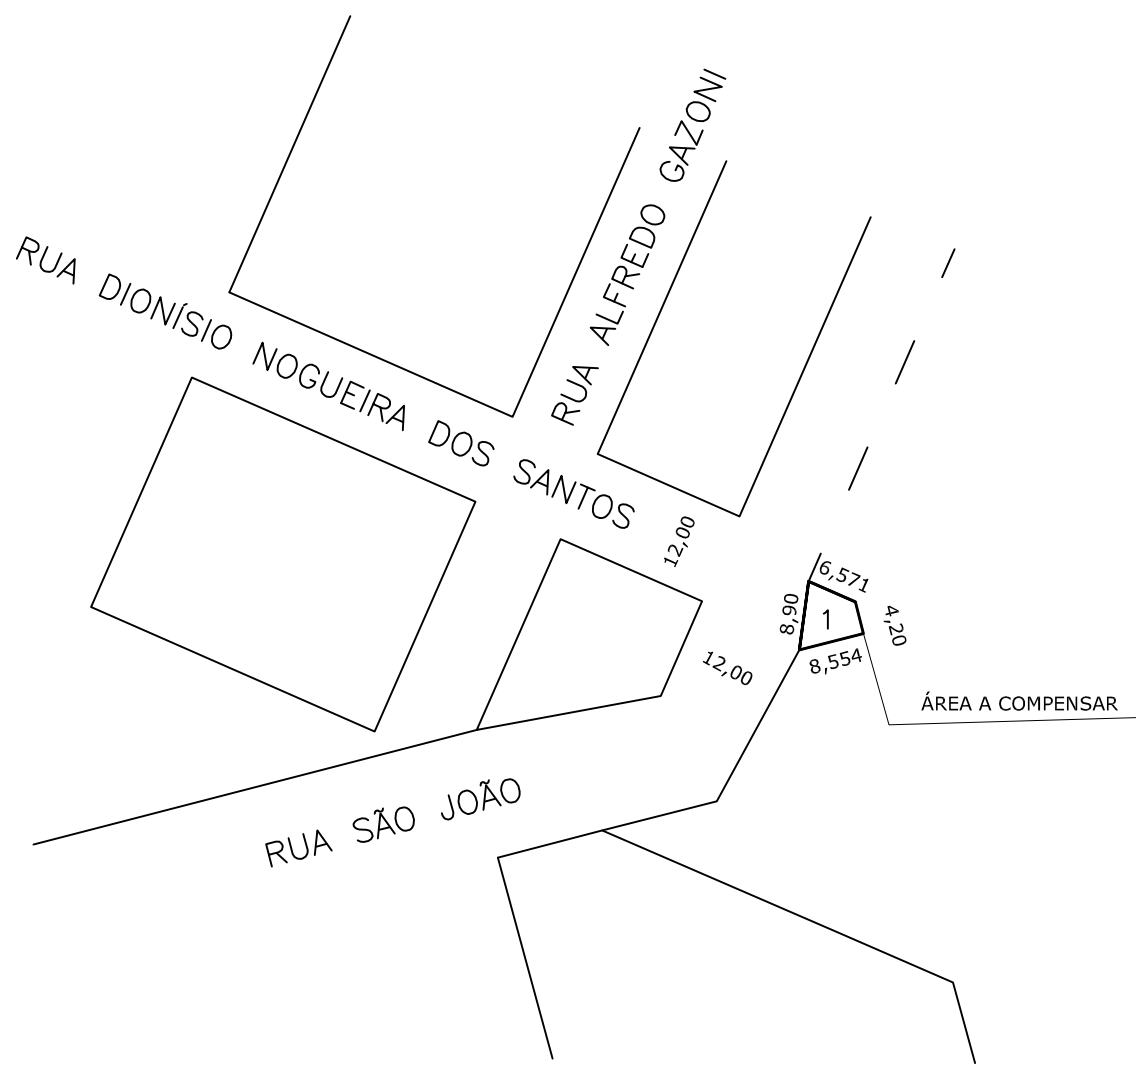 RUA ALFREDO GAZONI
RUA DIONÍSIO NOGUEIRA DOS SANTOS
12,00
6,571
8,90
1
4,20
8,554
12,00
ÁREA A COMPENSAR
RUA SÃO JOÃO